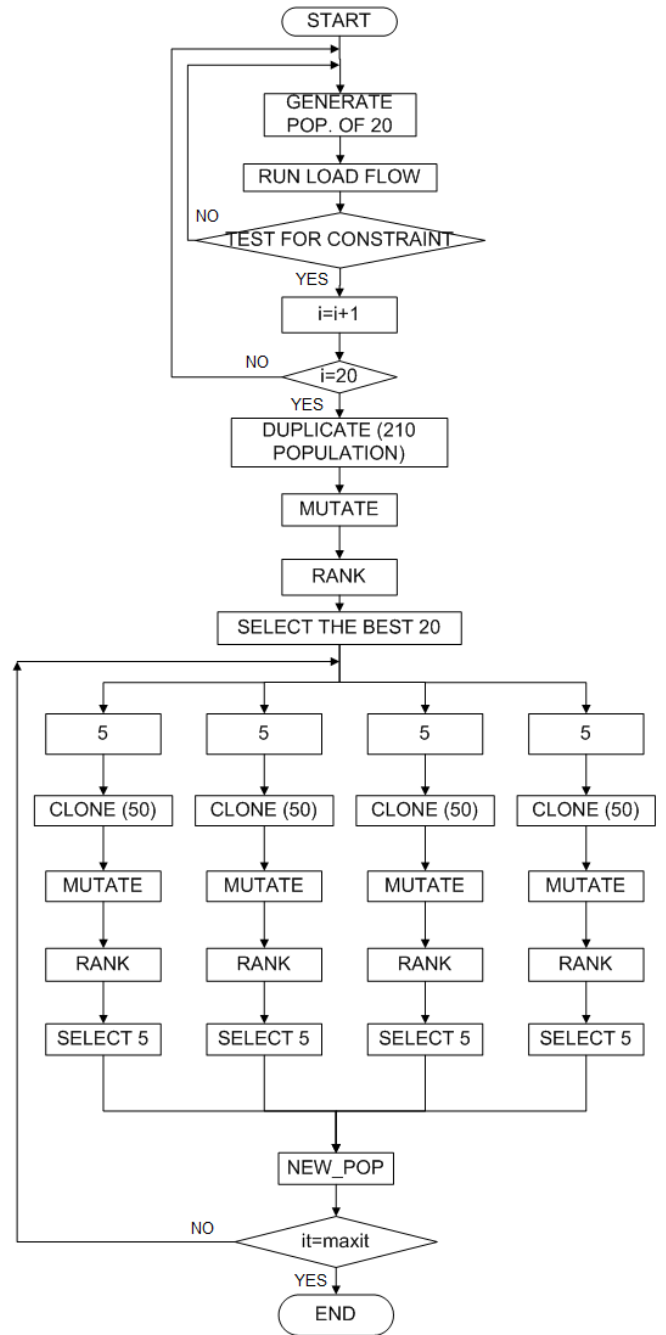 START
GENERATE
POP. OF 20
RUN LOAD FLOW
NO
TEST FOR CONSTRAINT
YES
i=i+1
NO
i=20
YES
DUPLICATE (210
POPULATION)
MUTATE
RANK
SELECT THE BEST 20
5 5 5 5
CLONE (50) CLONE (50) CLONE (50) CLONE (50)
MUTATE MUTATE MUTATE MUTATE
RANK RANK RANK RANK
SELECT 5 SELECT 5 SELECT 5 SELECT 5
NEW_POP
NO
it=maxit
YES
END